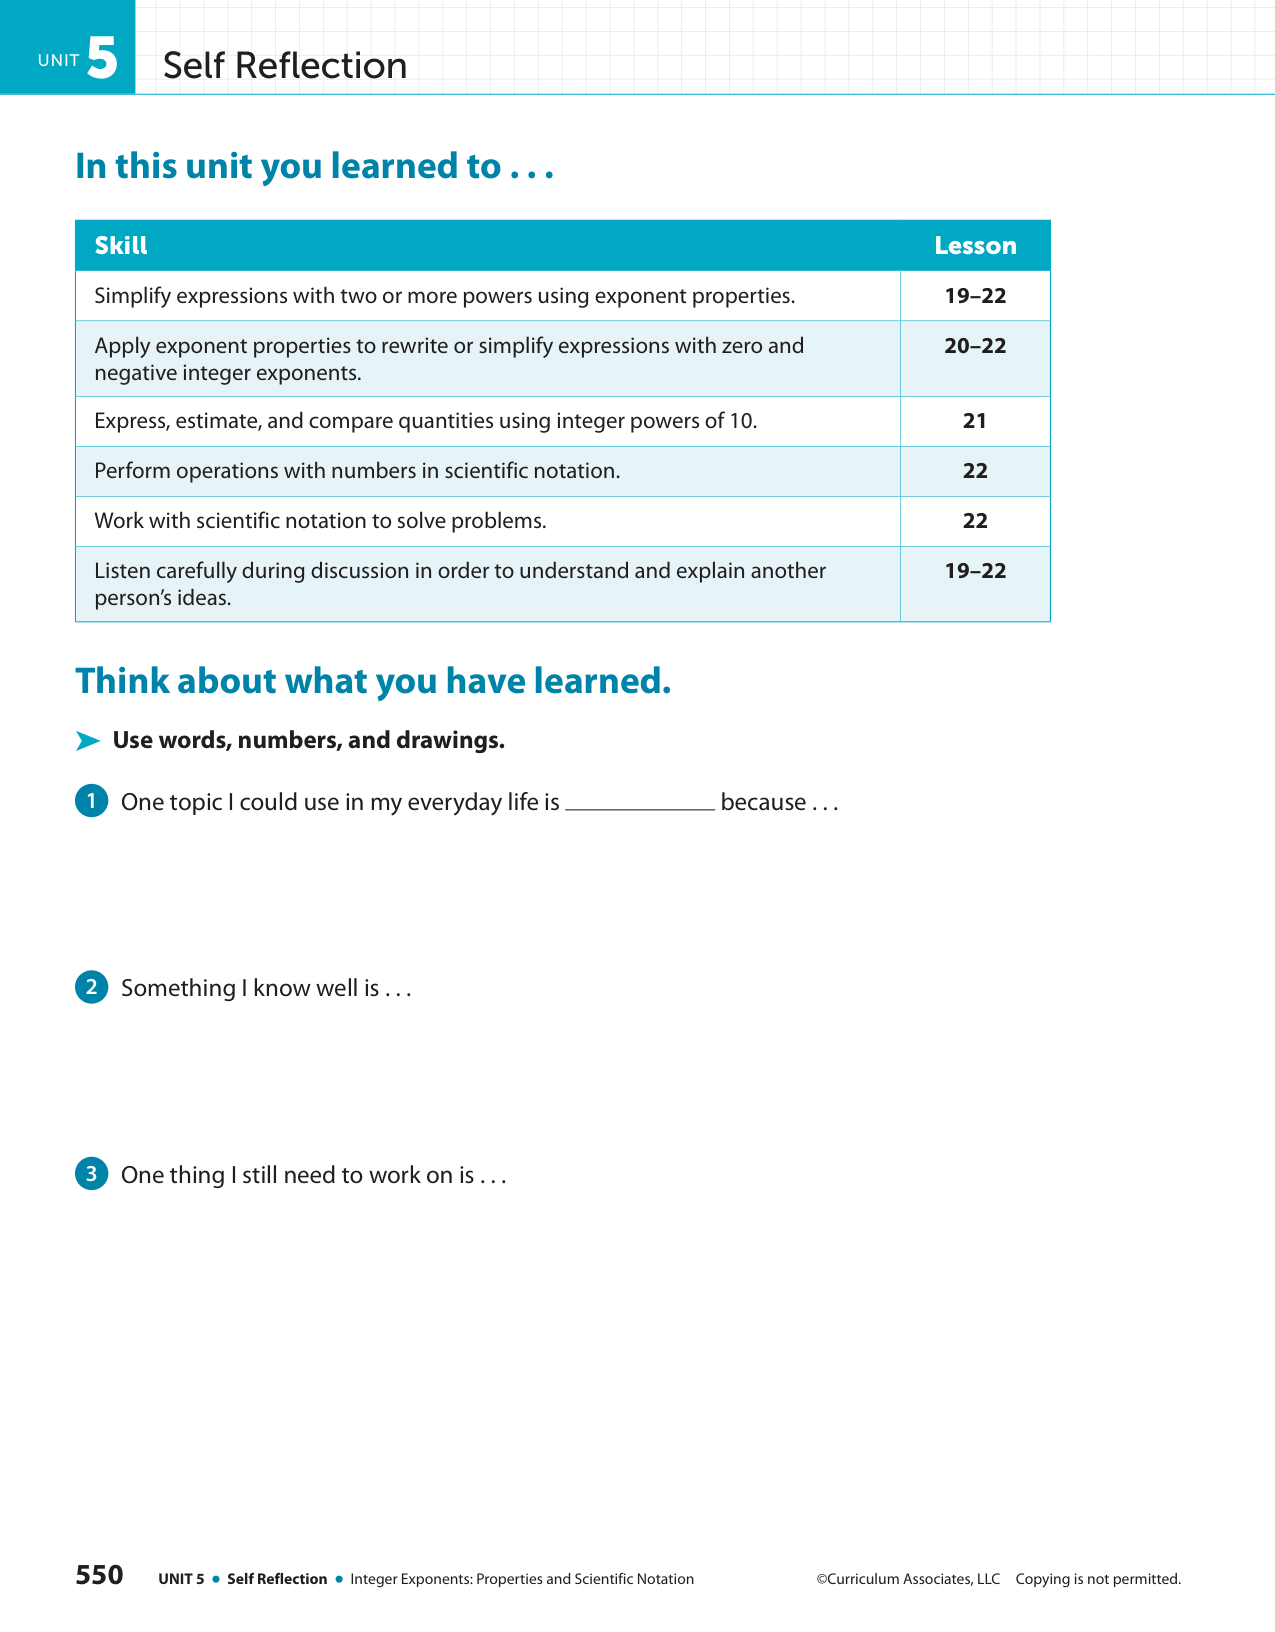 UNIT 5 Self Reflection
In this unit you learned to . . .
Skill Lesson
Simplify expressions with two or more powers using exponent properties. 19–22
Apply exponent properties to rewrite or simplify expressions with zero and 20–22
negative integer exponents.
Express, estimate, and compare quantities using integer powers of 10. 21
Perform operations with numbers in scientific notation. 22
Work with scientific notation to solve problems. 22
Listen carefully during discussion in order to understand and explain another 19–22
person’s ideas.
Think about what you have learned.
➤ Use words, numbers, and drawings.
1 One topic I could use in my everyday life is ____________ because . . .
2 Something I know well is . . .
3 One thing I still need to work on is . . .
550 UNIT 5 • Self Reflection • Integer Exponents: Properties and Scientific Notation ©Curriculum Associates, LLC Copying is not permitted.